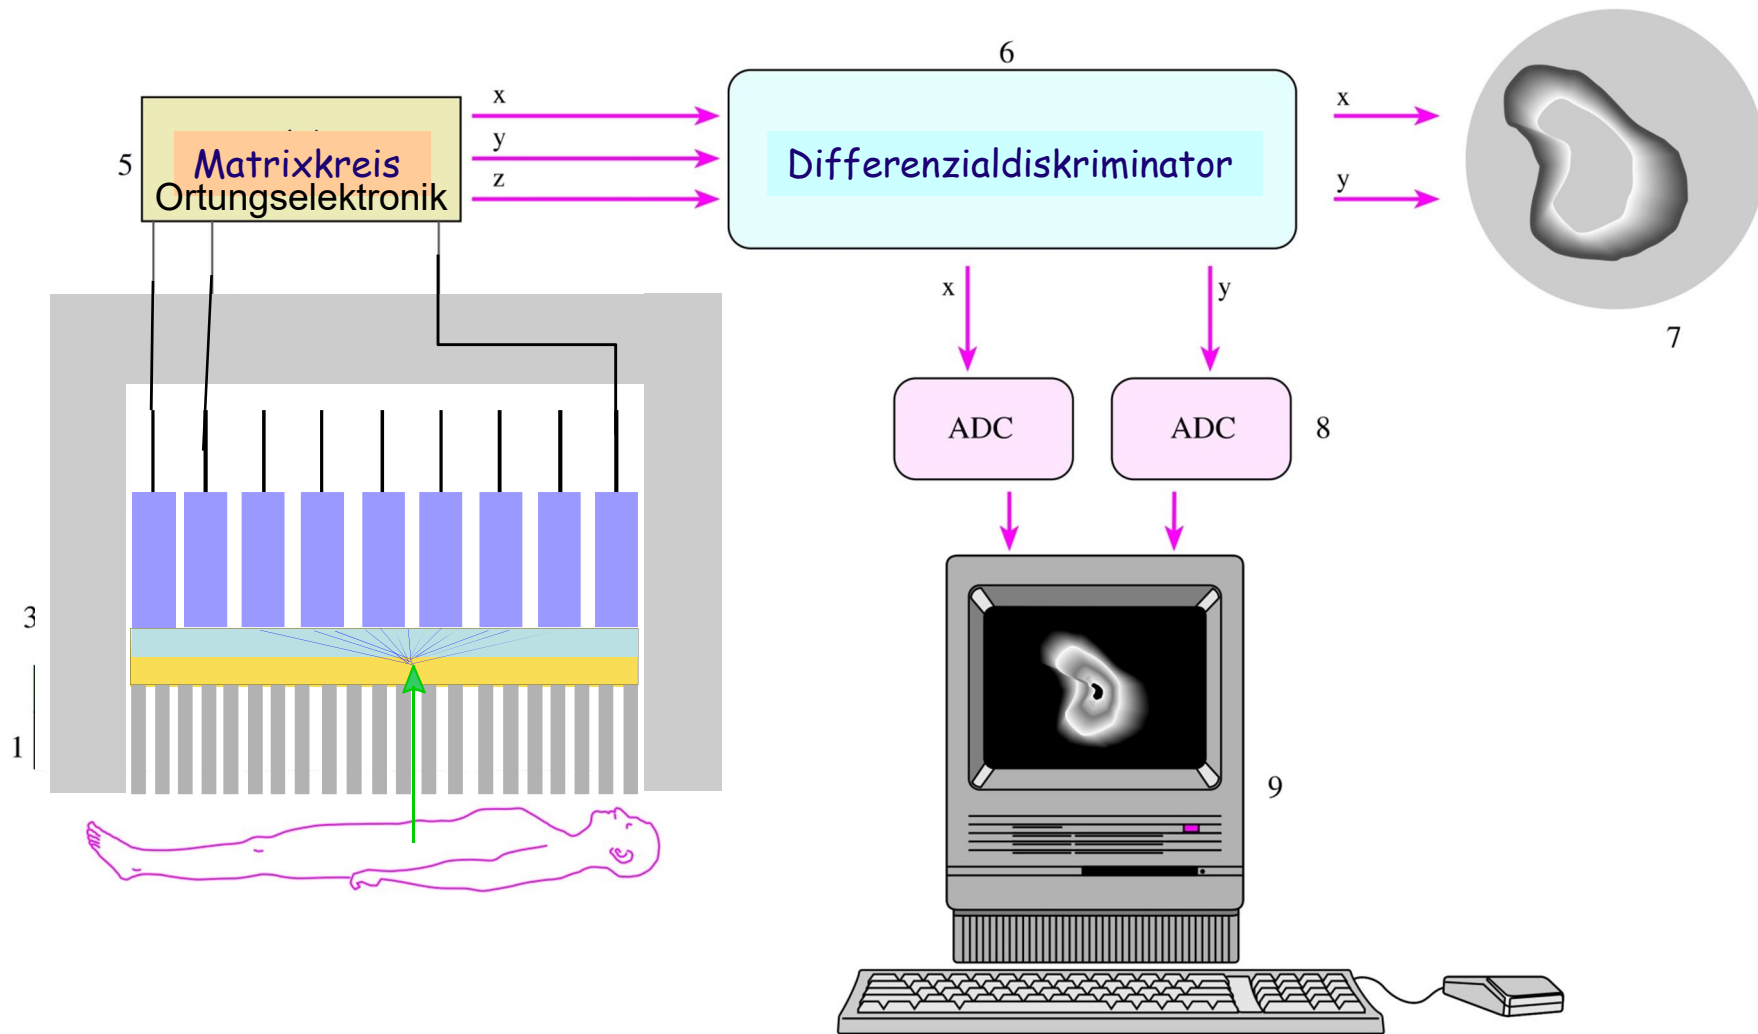 6
x
y
z
5
Matrixkreis
Ortungselektronik
Differenzialdiskriminator
x
y
7
x
y
ADC
ADC
8
3
1
9